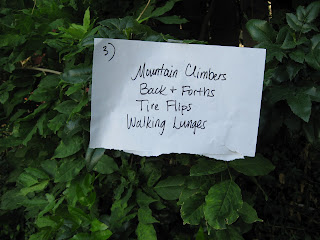 3)
Mountain Climbers
Back + Forths
Tire Flips
Walking Lunges